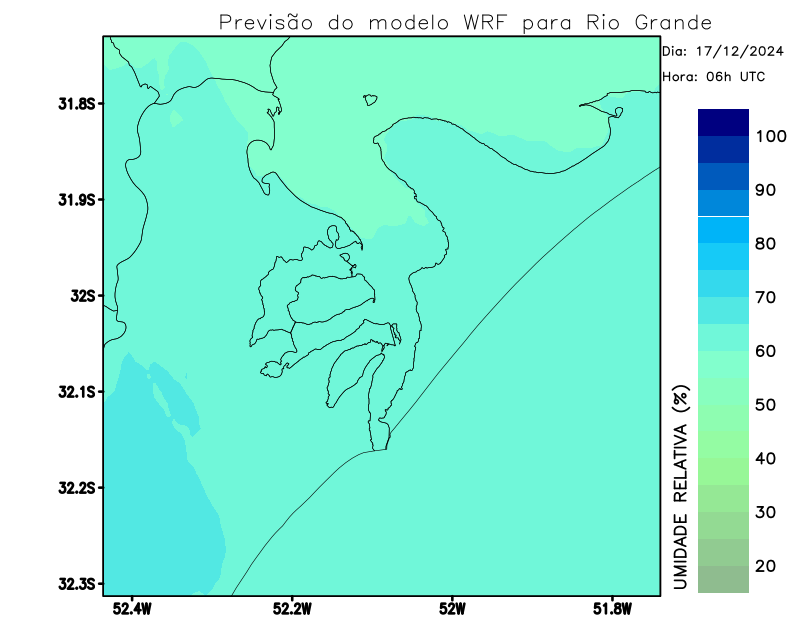 Previsão do modelo WRF para Rio Grande
Dia: 17/12/2024
Hora: 06h UTC
31.8S
31.9S
32S
32.1S
32.2S
32.3S
52.4W
52.2W
52W
51.8W
UMIDADE RELATIVA (%)
100
90
80
70
60
50
40
30
20